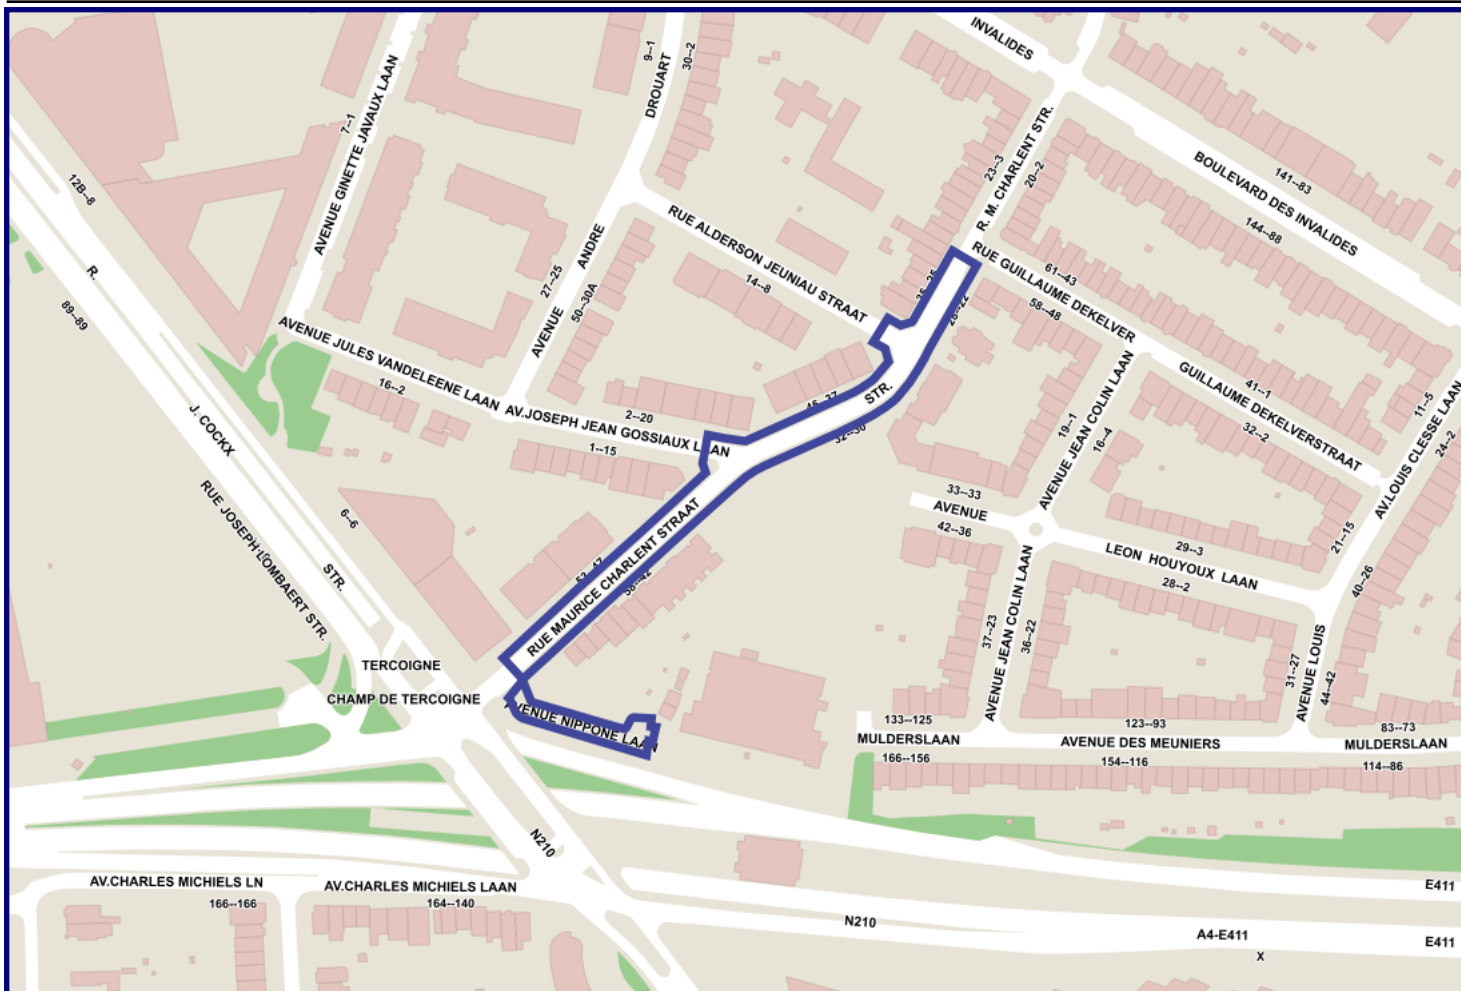 INVALIDES
9--1
30--2
DROUART
AVENUE GINETTE JAVAUX LAAN
7--1
23--3
R. M. CHARLENT STR.
20--2
141--83
BOULEVARD DES INVALIDES
144--88
12B--8
R.
89--89
RUE ALDERSON JEUNIAU STRAAT
14--8
ANDRE
27--25
50--30A
AVENUE
35--25
28--22
RUE GUILLAUME DEKELVER
61--43
58--48
AVENUE JULES VANDELEENE LAAN
16--2
AV.JOSEPH JEAN GOSSIAUX LAAN
2--20
1--15
45--37
STR.
32--30
AVENUE JEAN COLIN LAAN
19--1
16--4
GUILLAUME DEKELVERSTRAAT
41--1
32--2
11--5
24--2
AV.LOUIS CLESSE LAAN
J. COCKX
RUE JOSEPH LOMBAERT STR.
6--6
STR.
53--47
RUE MAURICE CHARLENT STRAAT
58--42
33--33
AVENUE
42--36
LEON HOUYOUX LAAN
29--3
28--2
21--15
40--26
37--23
AVENUE JEAN COLIN LAAN
36--22
31--27
AVENUE LOUIS
44--42
TERCOIGNE
CHAMP DE TERCOIGNE
AVENUE NIPPONE LAAN
133--125
MULDERSLAAN
166--156
123--93
AVENUE DES MEUNIERS
154--116
83--73
MULDERSLAAN
114--86
N210
AV.CHARLES MICHIELS LN
166--166
AV.CHARLES MICHIELS LAAN
164--140
N210
E411
A4-E411
E411
X